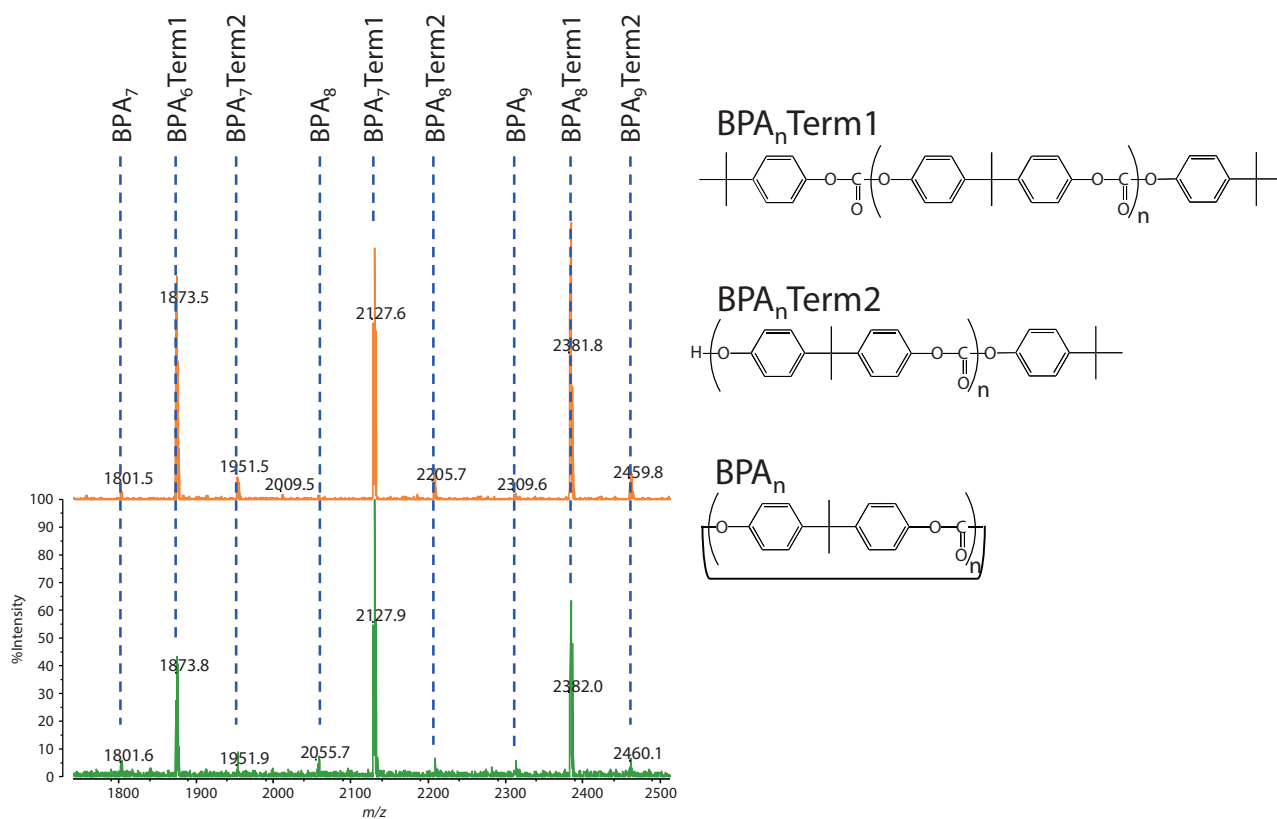 BPA7
BPA6Term1
BPA7Term2
BPA8
BPA7Term1
BPA8Term2
BPA9
BPA8Term1
BPA9Term2
1873.5
2127.6
2381.8
1801.5
1951.5
2009.5
2205.7
2309.6
2459.8
100
90
80
70
60
50
40
30
20
10
0
%Intensity
2127.9
1873.8
2382.0
1801.6
1951.9
2055.7
2460.1
1800 1900 2000 2100 2200 2300 2400 2500
m/z
BPAnTerm1
O C O O C O
O O n
BPAnTerm2
H O O C O
O n
BPAn
O O C
O n